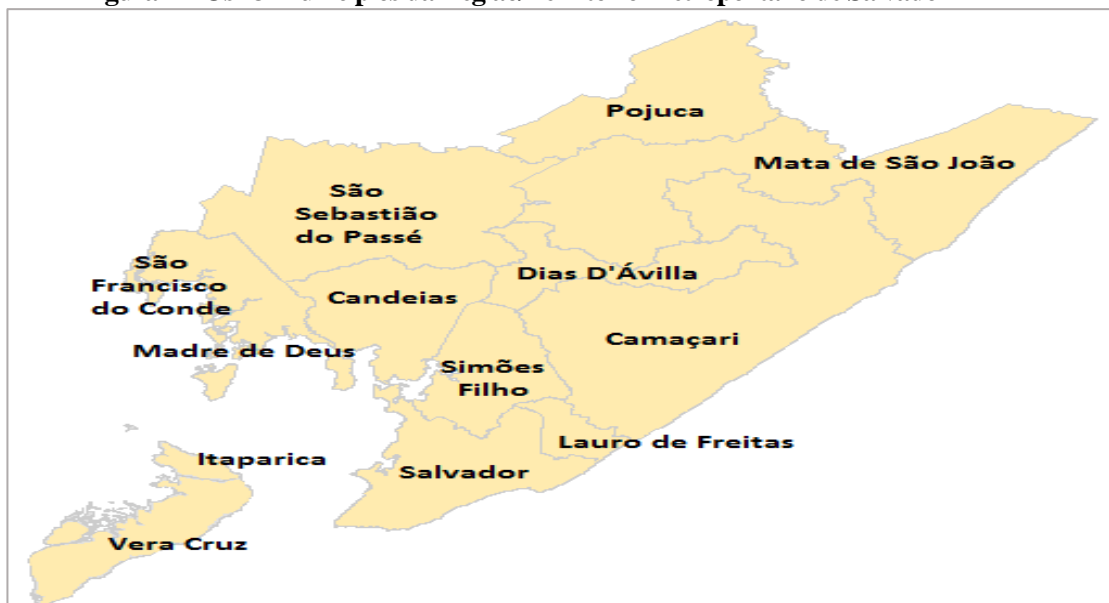 Pojuca
Mata de São João
São
Sebastião
do Passé
São
Francisco
do Conde
Dias D'Ávilla
Candeias
Camaçari
Madre de Deus
Simões
Filho
Lauro de Freitas
Itaparica
Salvador
Vera Cruz